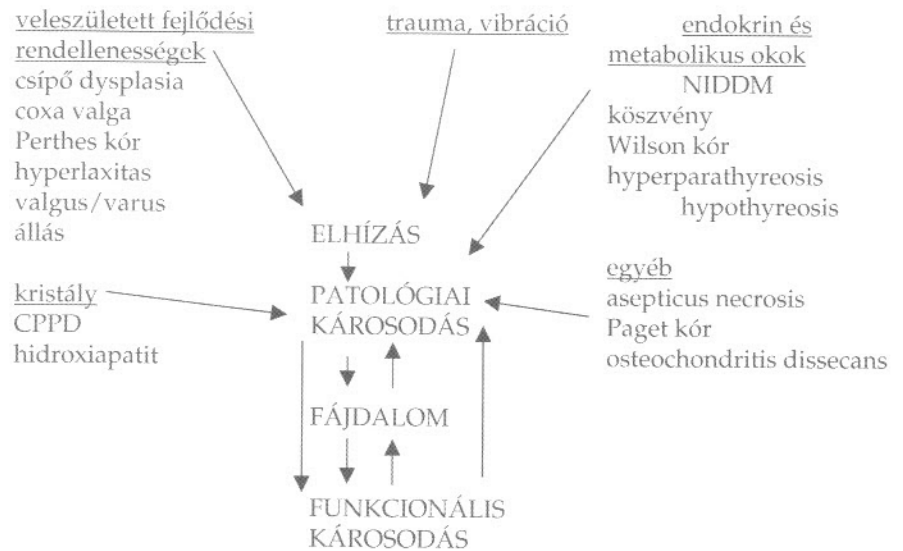 veleszületett fejlődési
rendellenességek
csípő dysplasia
coxa valga
Perthes kór
hyperlaxitas
valgus/varus
állás
trauma, vibráció
endokrin és
metabolikus okok
NIDDM
köszvény
Wilson kór
hyperparathyreosis
hypothyreosis
ELHÍZÁS
kristály
CPPD
hidroxiapatit
PATOLÓGIAI
KÁROSODÁS
egyéb
asepticus necrosis
Paget kór
osteochondritis dissecans
FÁJDALOM
FUNKCIONÁLIS
KÁROSODÁS